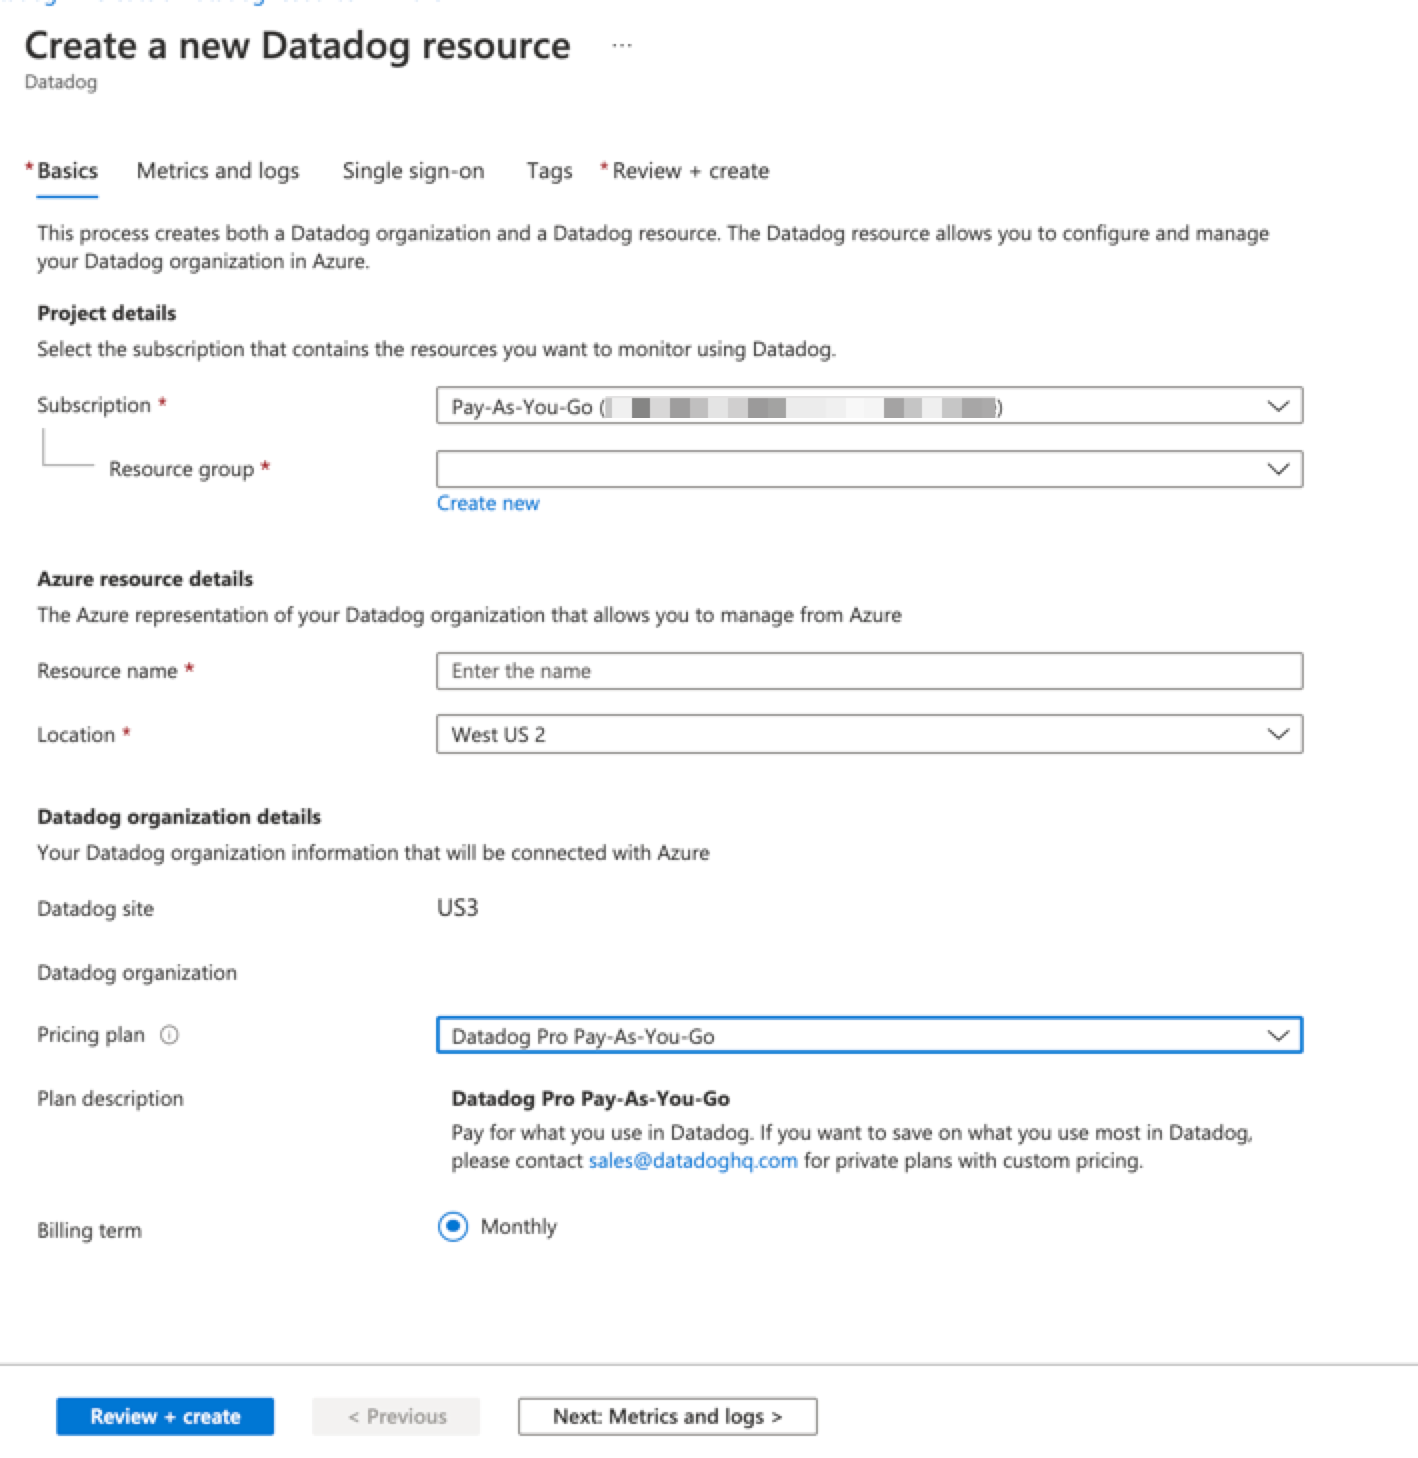 Create a new Datadog resource ...
Datadog
* Basics Metrics and logs Single sign-on Tags * Review + create
This process creates both a Datadog organization and a Datadog resource. The Datadog resource allows you to configure and manage
your Datadog organization in Azure.
Project details
Select the subscription that contains the resources you want to monitor using Datadog.
Subscription * Pay-As-You-Go ( )
Resource group *
Create new
Azure resource details
The Azure representation of your Datadog organization that allows you to manage from Azure
Resource name * Enter the name
Location * West US 2
Datadog organization details
Your Datadog organization information that will be connected with Azure
Datadog site US3
Datadog organization
Pricing plan Datadog Pro Pay-As-You-Go
Plan description Datadog Pro Pay-As-You-Go
Pay for what you use in Datadog. If you want to save on what you use most in Datadog,
please contact sales@datadoghq.com for private plans with custom pricing.
Billing term Monthly
Review + create < Previous Next: Metrics and logs >